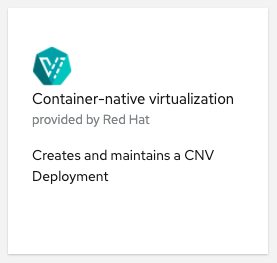 Container-native virtualization
provided by Red Hat
Creates and maintains a CNV
Deployment